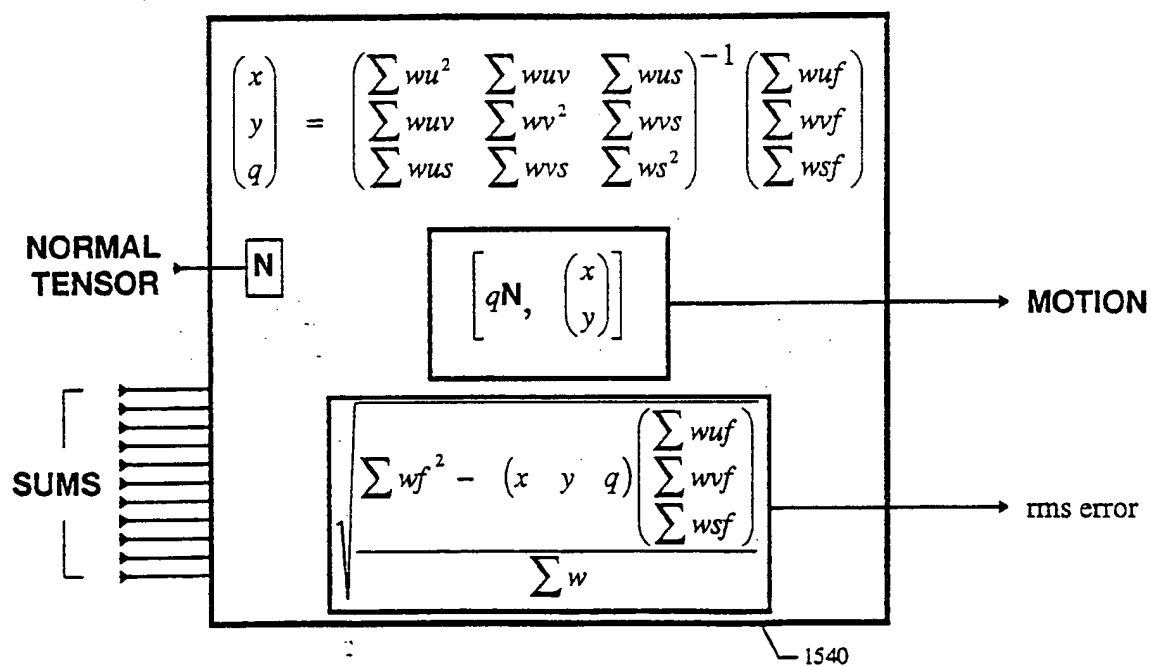 (x y q) = (∑wu² ∑wuv ∑wus
∑wuv ∑wv² ∑wvs
∑wus ∑wvs ∑ws²)⁻¹ (∑wuf ∑wvf ∑wsf)
NORMAL
TENSOR
N
[qN, (x y)]
MOTION
SUMS
√((∑wf² − (x y q)(∑wuf ∑wvf ∑wsf)) / ∑w)
rms error
1540